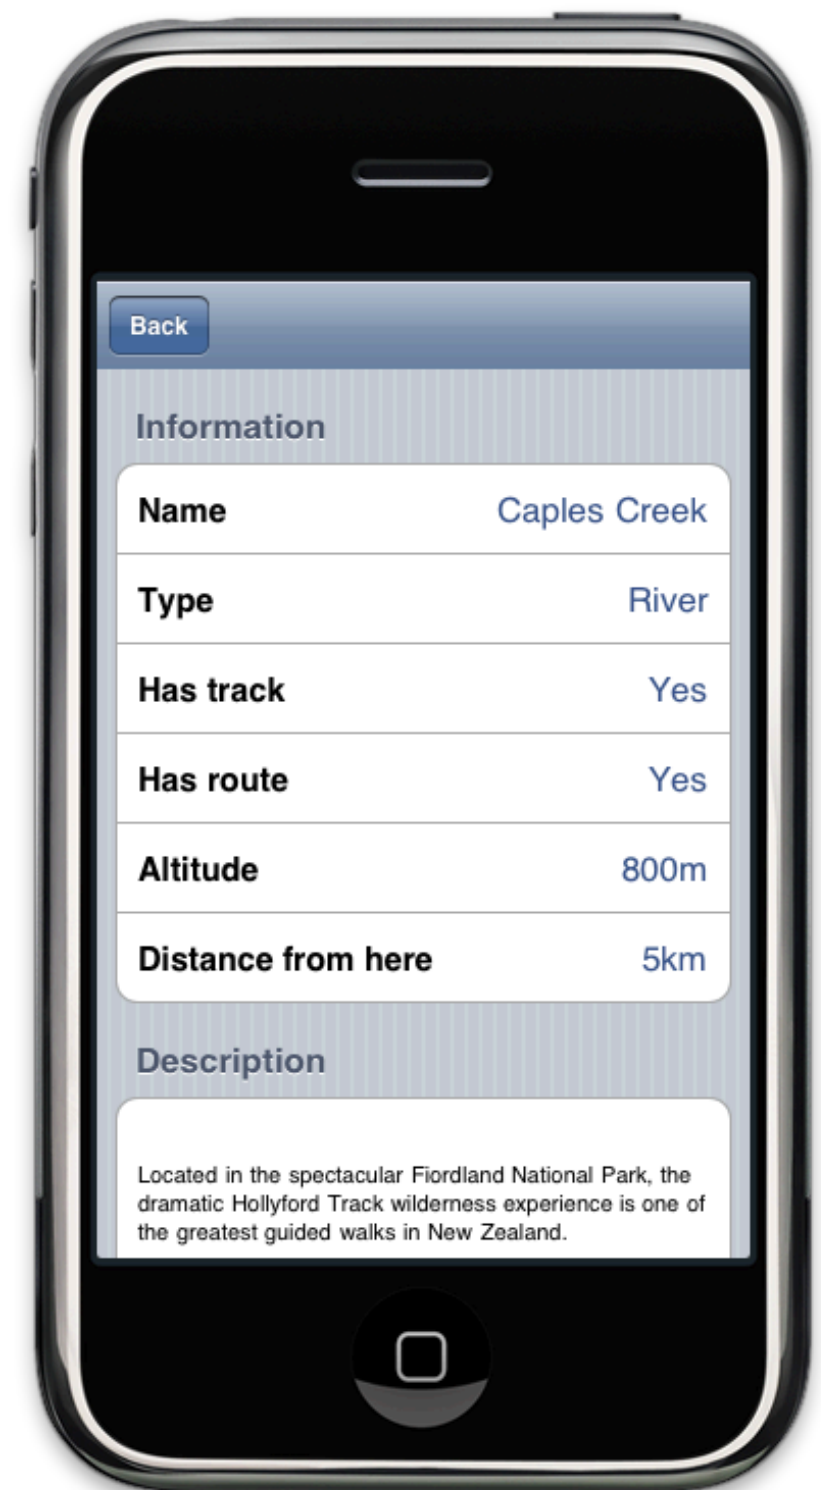 Back
Information
Name Caples Creek
Type River
Has track Yes
Has route Yes
Altitude 800m
Distance from here 5km
Description
Located in the spectacular Fiordland National Park, the
dramatic Hollyford Track wilderness experience is one of
the greatest guided walks in New Zealand.